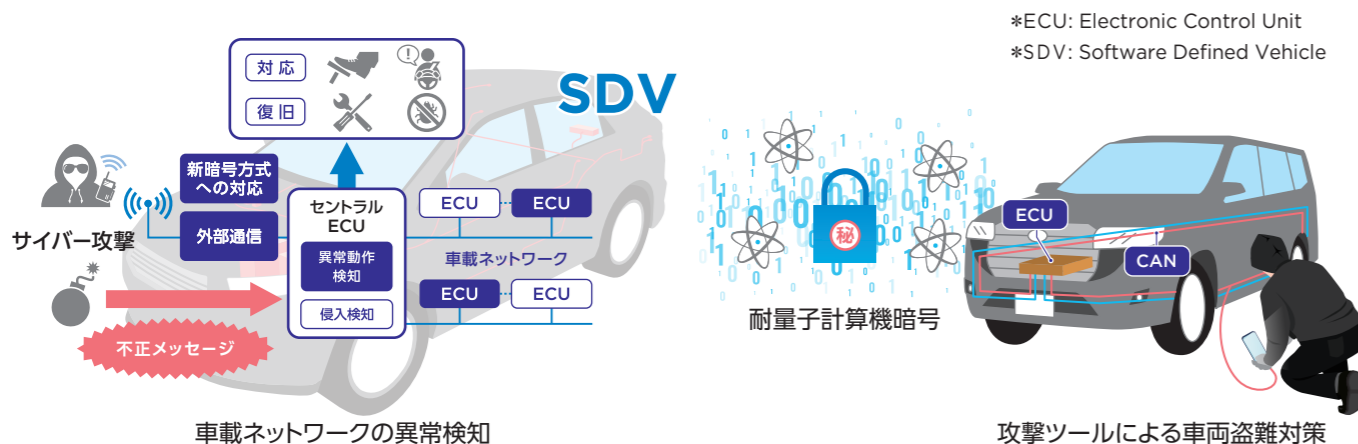 *ECU: Electronic Control Unit
*SDV: Software Defined Vehicle
対応
復旧
SDV
サイバー攻撃
新暗号方式
への対応
外部通信
セントラル
ECU
異常動作
検知
侵入検知
ECU
ECU
車載ネットワーク
ECU
ECU
不正メッセージ
車載ネットワークの異常検知
秘
耐量子計算機暗号
ECU
CAN
攻撃ツールによる車両盗難対策